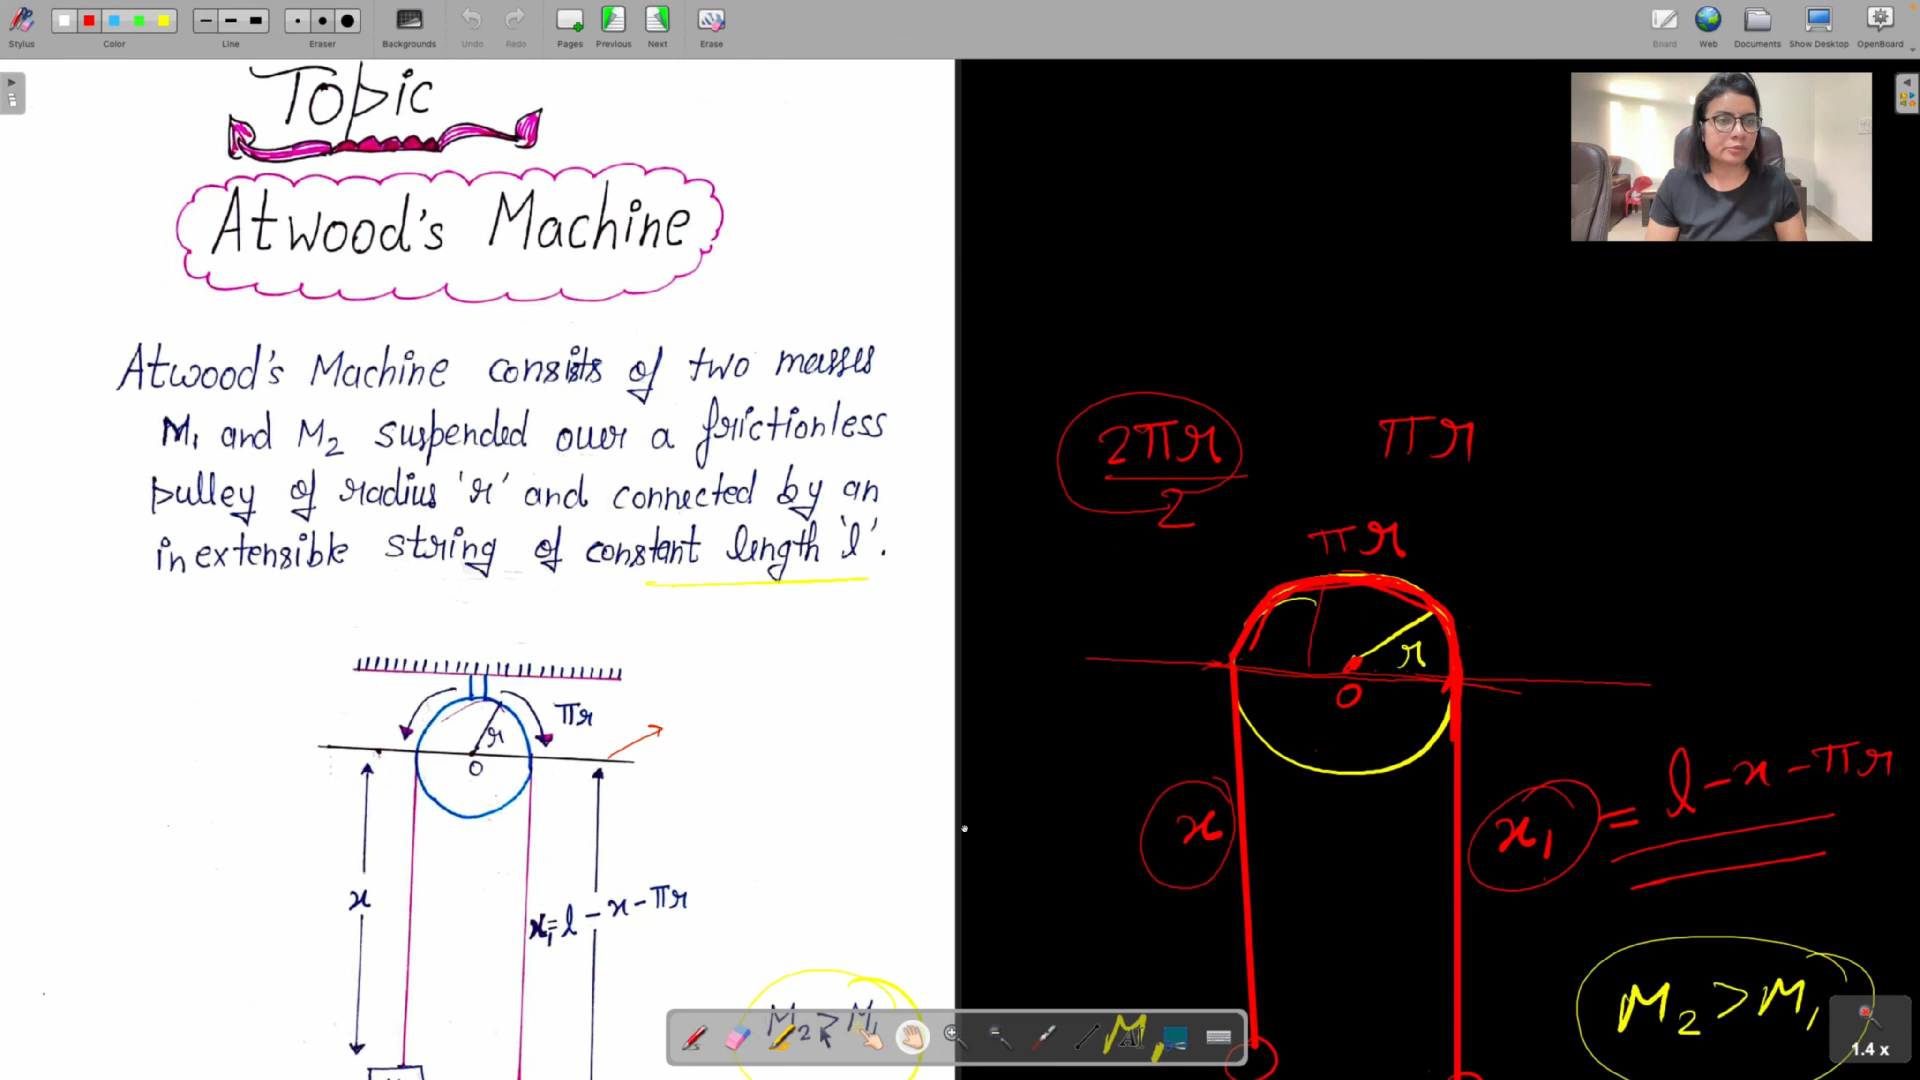 Stylus
Color
Line
Eraser
Backgrounds
Undo
Redo
Pages
Previous
Next
Erase
Board
Web
Documents
Show Desktop
OpenBoard
Topic
Atwood's Machine
Atwood's Machine consists of two masses
M₁ and M₂ suspended over a frictionless
pulley of radius 'r' and connected by an
inextensible string of constant length 'l'.
πr
r
O
x
x₁=l-x-πr
M₂>M₁
2πr/2
πr
πr
r
O
x
x₁ = l-x-πr
M₂>M₁
1.4 x